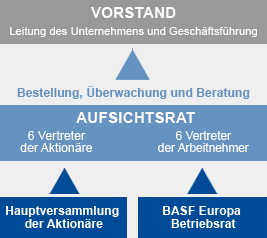 VORSTAND
Leitung des Unternehmens und Geschäftsführung
Bestellung, Überwachung und Beratung
AUFSICHTSRAT
6 Vertreter
der Aktionäre
6 Vertreter
der Arbeitnehmer
Hauptversammlung
der Aktionäre
BASF Europa
Betriebsrat